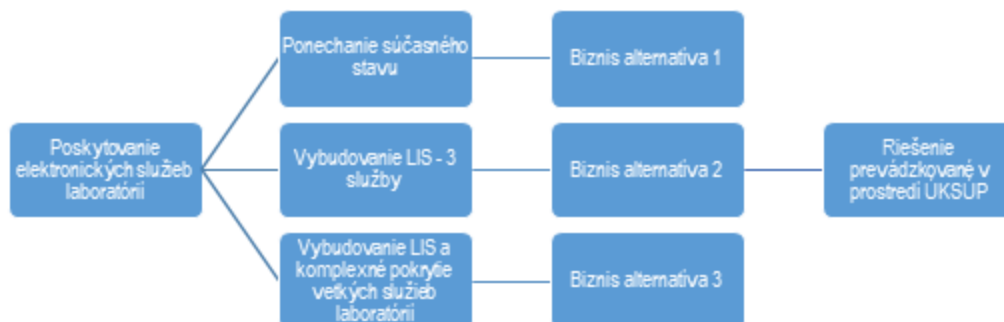 Poskytovanie
elektronických služieb
laboratórií
Ponechanie súčasného
stavu
Biznis alternatíva 1
Vybudovanie LIS - 3
služby
Biznis alternatíva 2
Riešenie
prevádzkované v
prostredí UKSUP
Vybudovanie LIS a
komplexné pokrytie
vetkých služieb
laboratórií
Biznis alternatíva 3